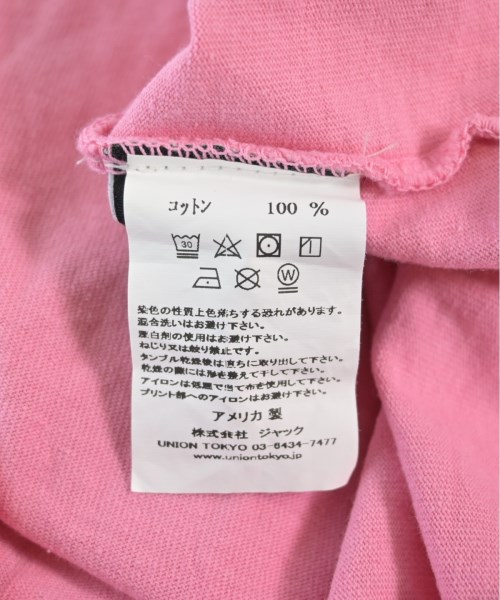 コットン 100 %
30
W
染色の性質上色落ちする恐れがあります。
混合洗いはお避け下さい。
漂白剤の使用はお避け下さい。
ねじり又は絞り禁止です。
タンブル乾燥後は直ちに取り出して下さい。
乾燥の際には形を整えて干して下さい。
アイロンは低温で当て布を使用して下さい。
プリント部へのアイロンはお避け下さい。
アメリカ 製
株式会社 ジャック
UNION TOKYO 03-6434-7477
www.uniontokyo.jp